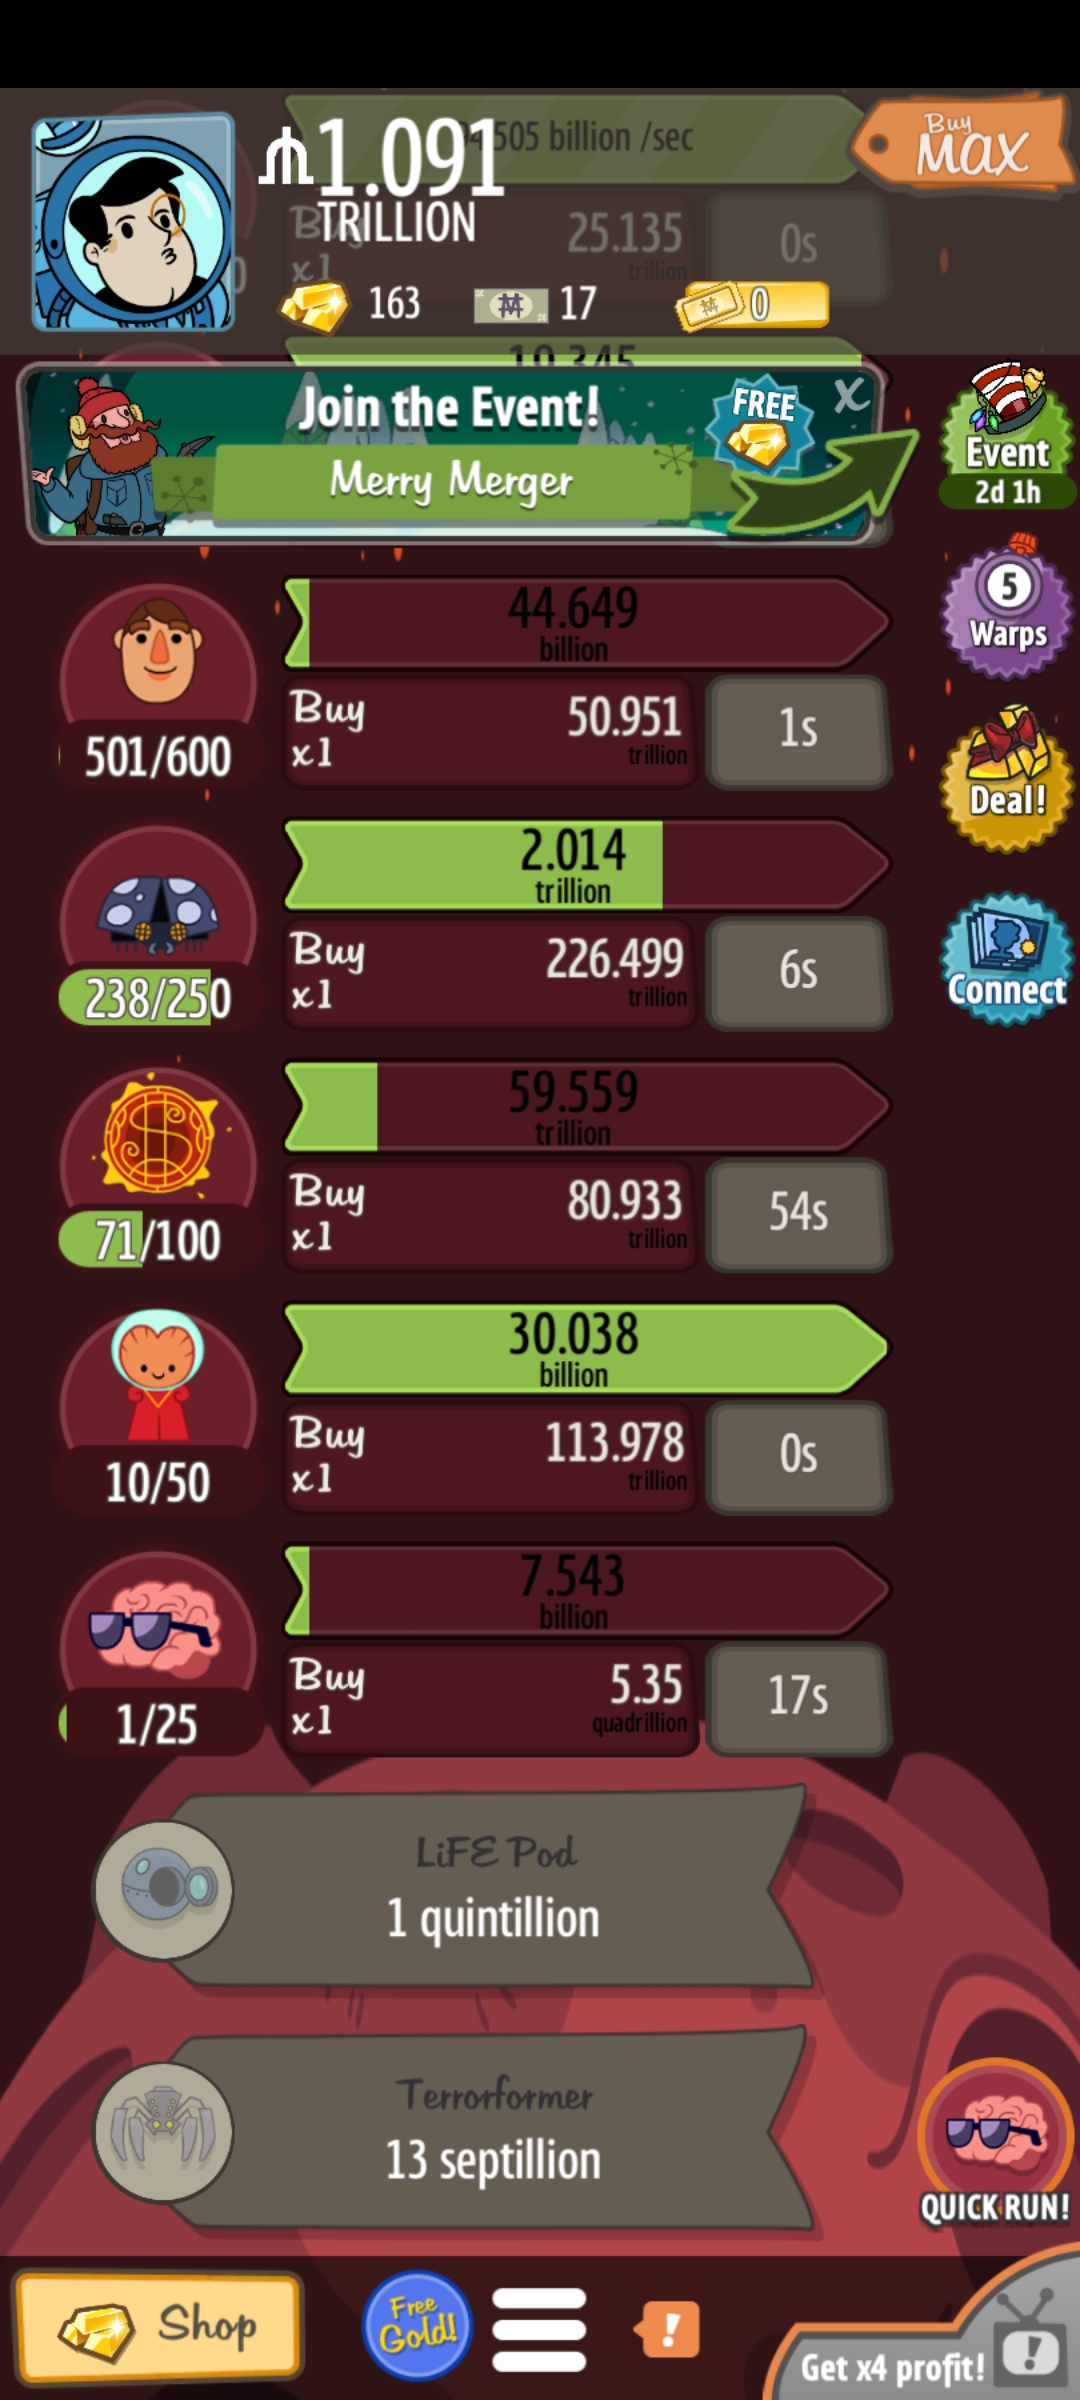 1.091
TRILLION
505 billion /sec
Buy
MAX
Buy
x1
25.135
trillion
0s
163
17
0
19.345
Join the Event!
Merry Merger
FREE
X
Event
2d 1h
44.649
billion
501/600
Buy
x1
50.951
trillion
1s
5
Warps
2.014
trillion
238/250
Buy
x1
226.499
trillion
6s
Deal!
Connect
59.559
trillion
71/100
Buy
x1
80.933
trillion
54s
30.038
billion
10/50
Buy
x1
113.978
trillion
0s
7.543
billion
1/25
Buy
x1
5.35
quadrillion
17s
LiFE Pod
1 quintillion
Terrorformer
13 septillion
QUICK RUN!
Shop
Free
Gold!
!
Get x4 profit!
!